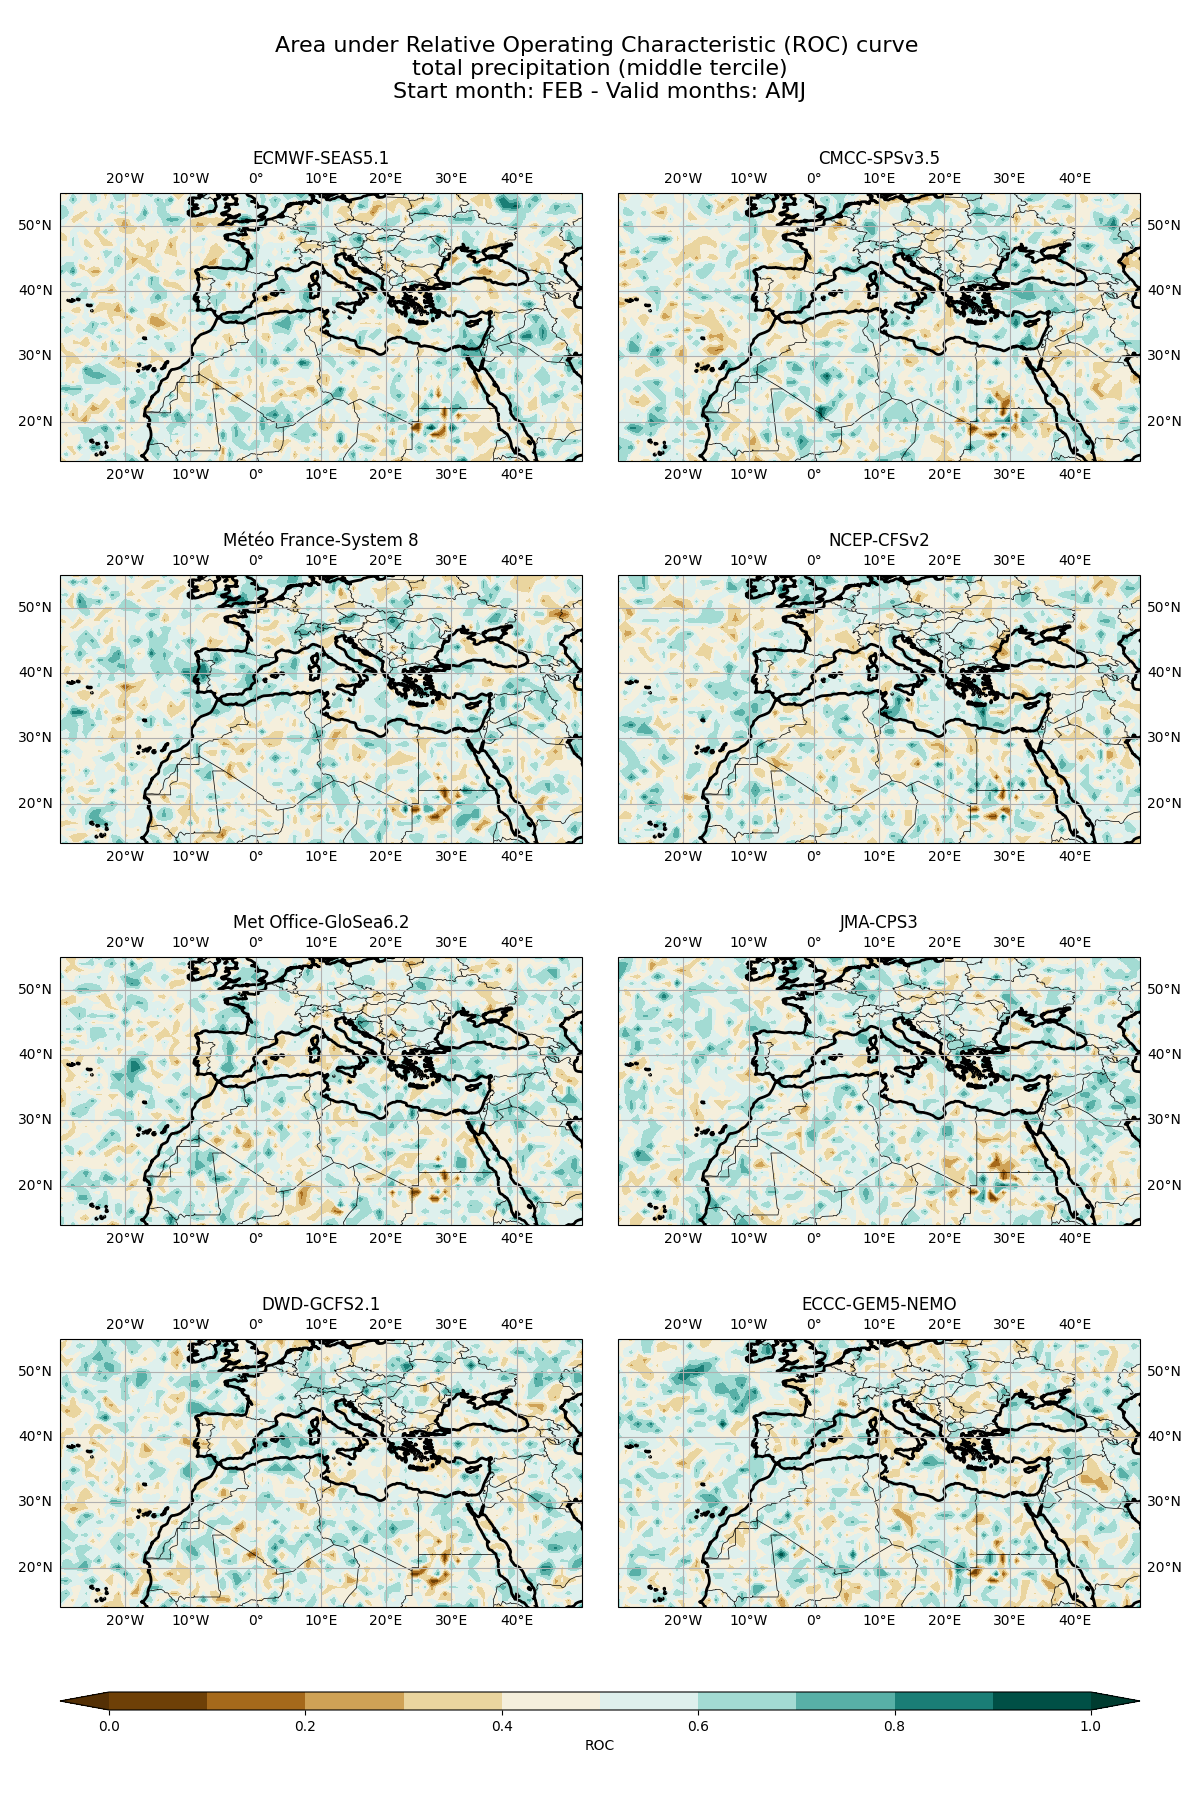 Area under Relative Operating Characteristic (ROC) curve
total precipitation (middle tercile)
Start month: FEB - Valid months: AMJ
ECMWF-SEAS5.1
20°W 10°W 0° 10°E 20°E 30°E 40°E
50°N
40°N
30°N
20°N
20°W 10°W 0° 10°E 20°E 30°E 40°E
CMCC-SPSv3.5
20°W 10°W 0° 10°E 20°E 30°E 40°E
50°N
40°N
30°N
20°N
20°W 10°W 0° 10°E 20°E 30°E 40°E
Météo France-System 8
20°W 10°W 0° 10°E 20°E 30°E 40°E
50°N
40°N
30°N
20°N
20°W 10°W 0° 10°E 20°E 30°E 40°E
NCEP-CFSv2
20°W 10°W 0° 10°E 20°E 30°E 40°E
50°N
40°N
30°N
20°N
20°W 10°W 0° 10°E 20°E 30°E 40°E
Met Office-GloSea6.2
20°W 10°W 0° 10°E 20°E 30°E 40°E
50°N
40°N
30°N
20°N
20°W 10°W 0° 10°E 20°E 30°E 40°E
JMA-CPS3
20°W 10°W 0° 10°E 20°E 30°E 40°E
50°N
40°N
30°N
20°N
20°W 10°W 0° 10°E 20°E 30°E 40°E
DWD-GCFS2.1
20°W 10°W 0° 10°E 20°E 30°E 40°E
50°N
40°N
30°N
20°N
20°W 10°W 0° 10°E 20°E 30°E 40°E
ECCC-GEM5-NEMO
20°W 10°W 0° 10°E 20°E 30°E 40°E
50°N
40°N
30°N
20°N
20°W 10°W 0° 10°E 20°E 30°E 40°E
0.0 0.2 0.4 0.6 0.8 1.0
ROC